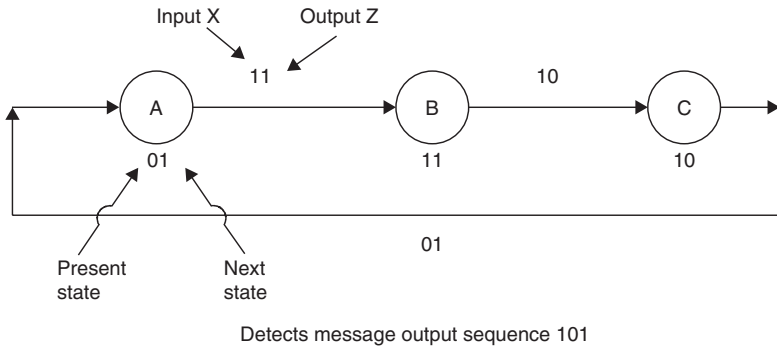 Input X
Output Z
11
10
A
B
C
01
11
10
01
Present
state
Next
state
Detects message output sequence 101